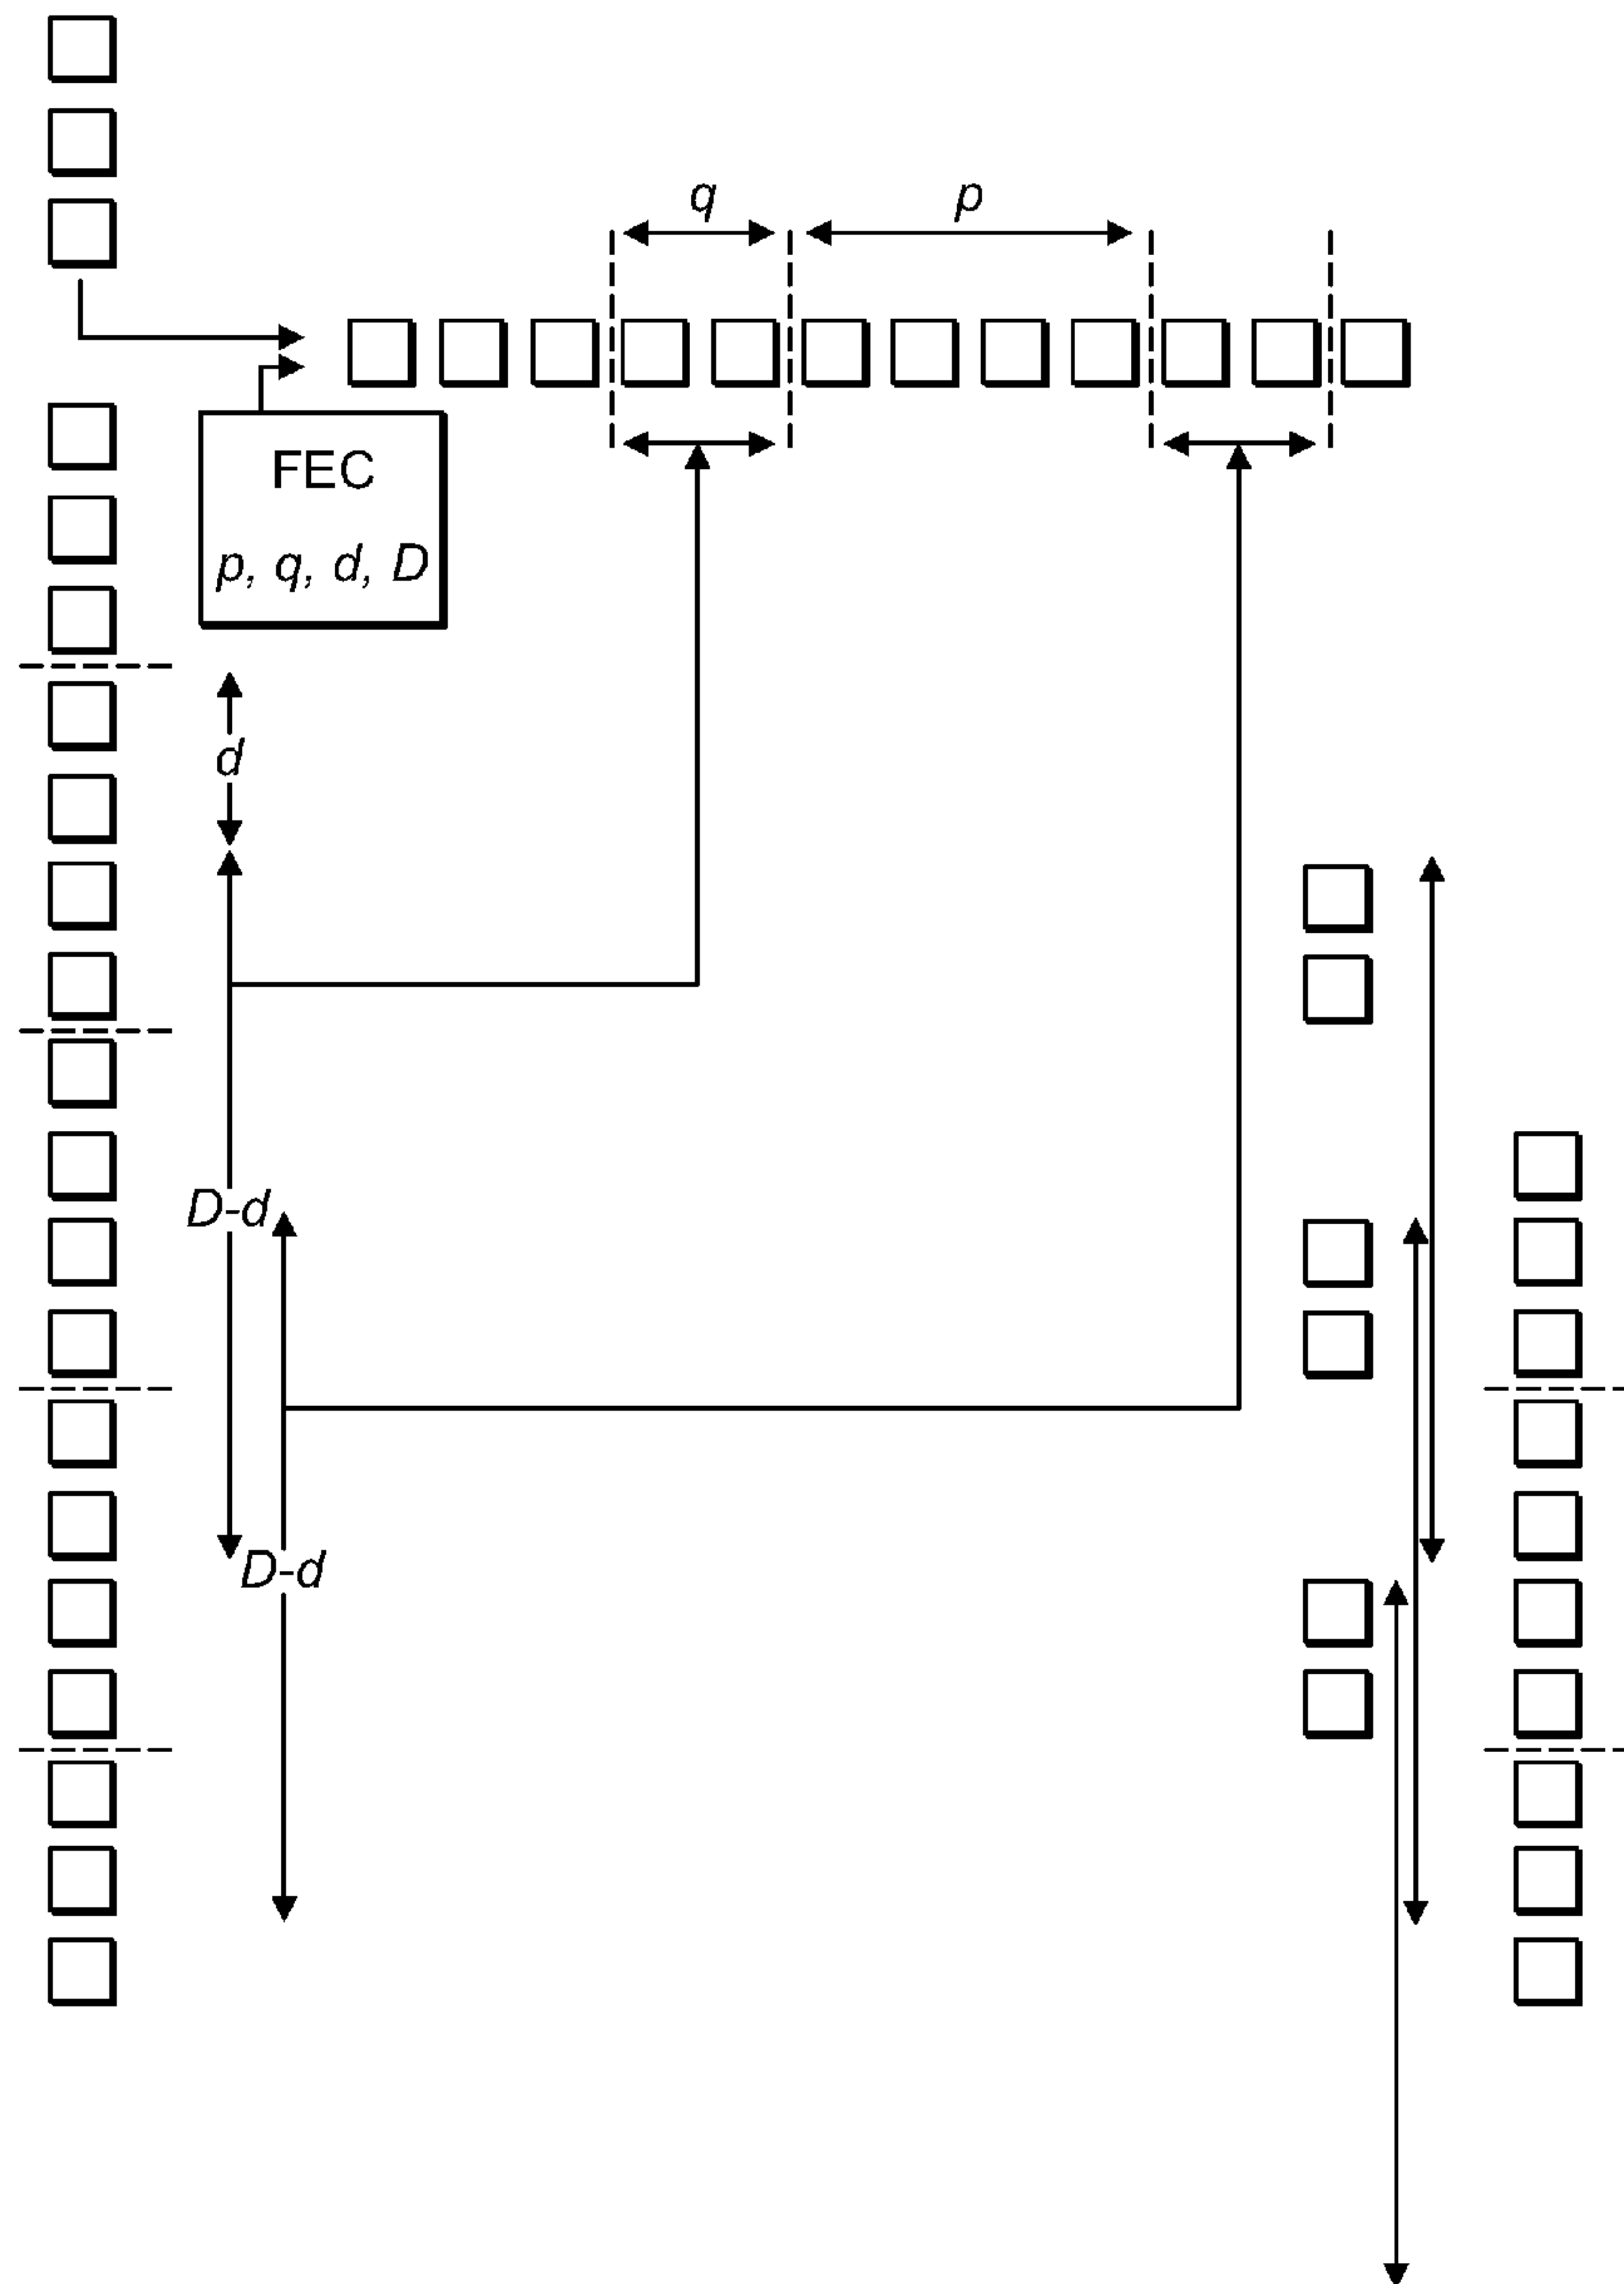 q
p
FEC
p, q, d, D
d
D-d
D-d